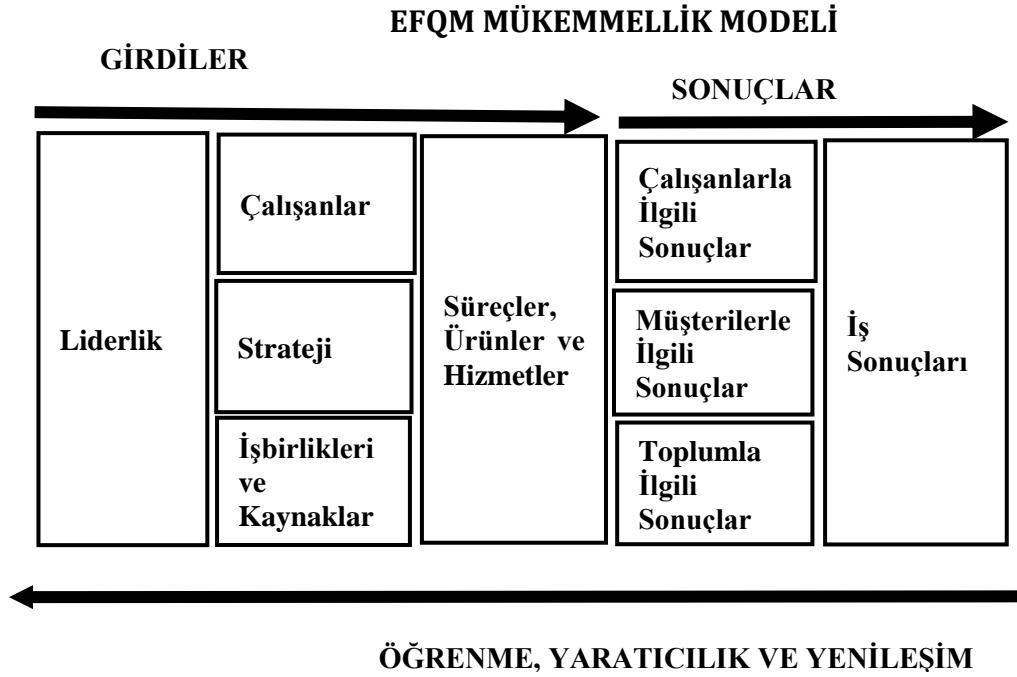 EFQM MÜKEMMELLİK MODELİ
GİRDİLER
SONUÇLAR
Liderlik
Çalışanlar
Strateji
İşbirlikleri
ve
Kaynaklar
Süreçler,
Ürünler ve
Hizmetler
Çalışanlarla
İlgili
Sonuçlar
Müşterilerle
İlgili
Sonuçlar
Toplumla
İlgili
Sonuçlar
İş
Sonuçları
ÖĞRENME, YARATICILIK VE YENİLEŞİM